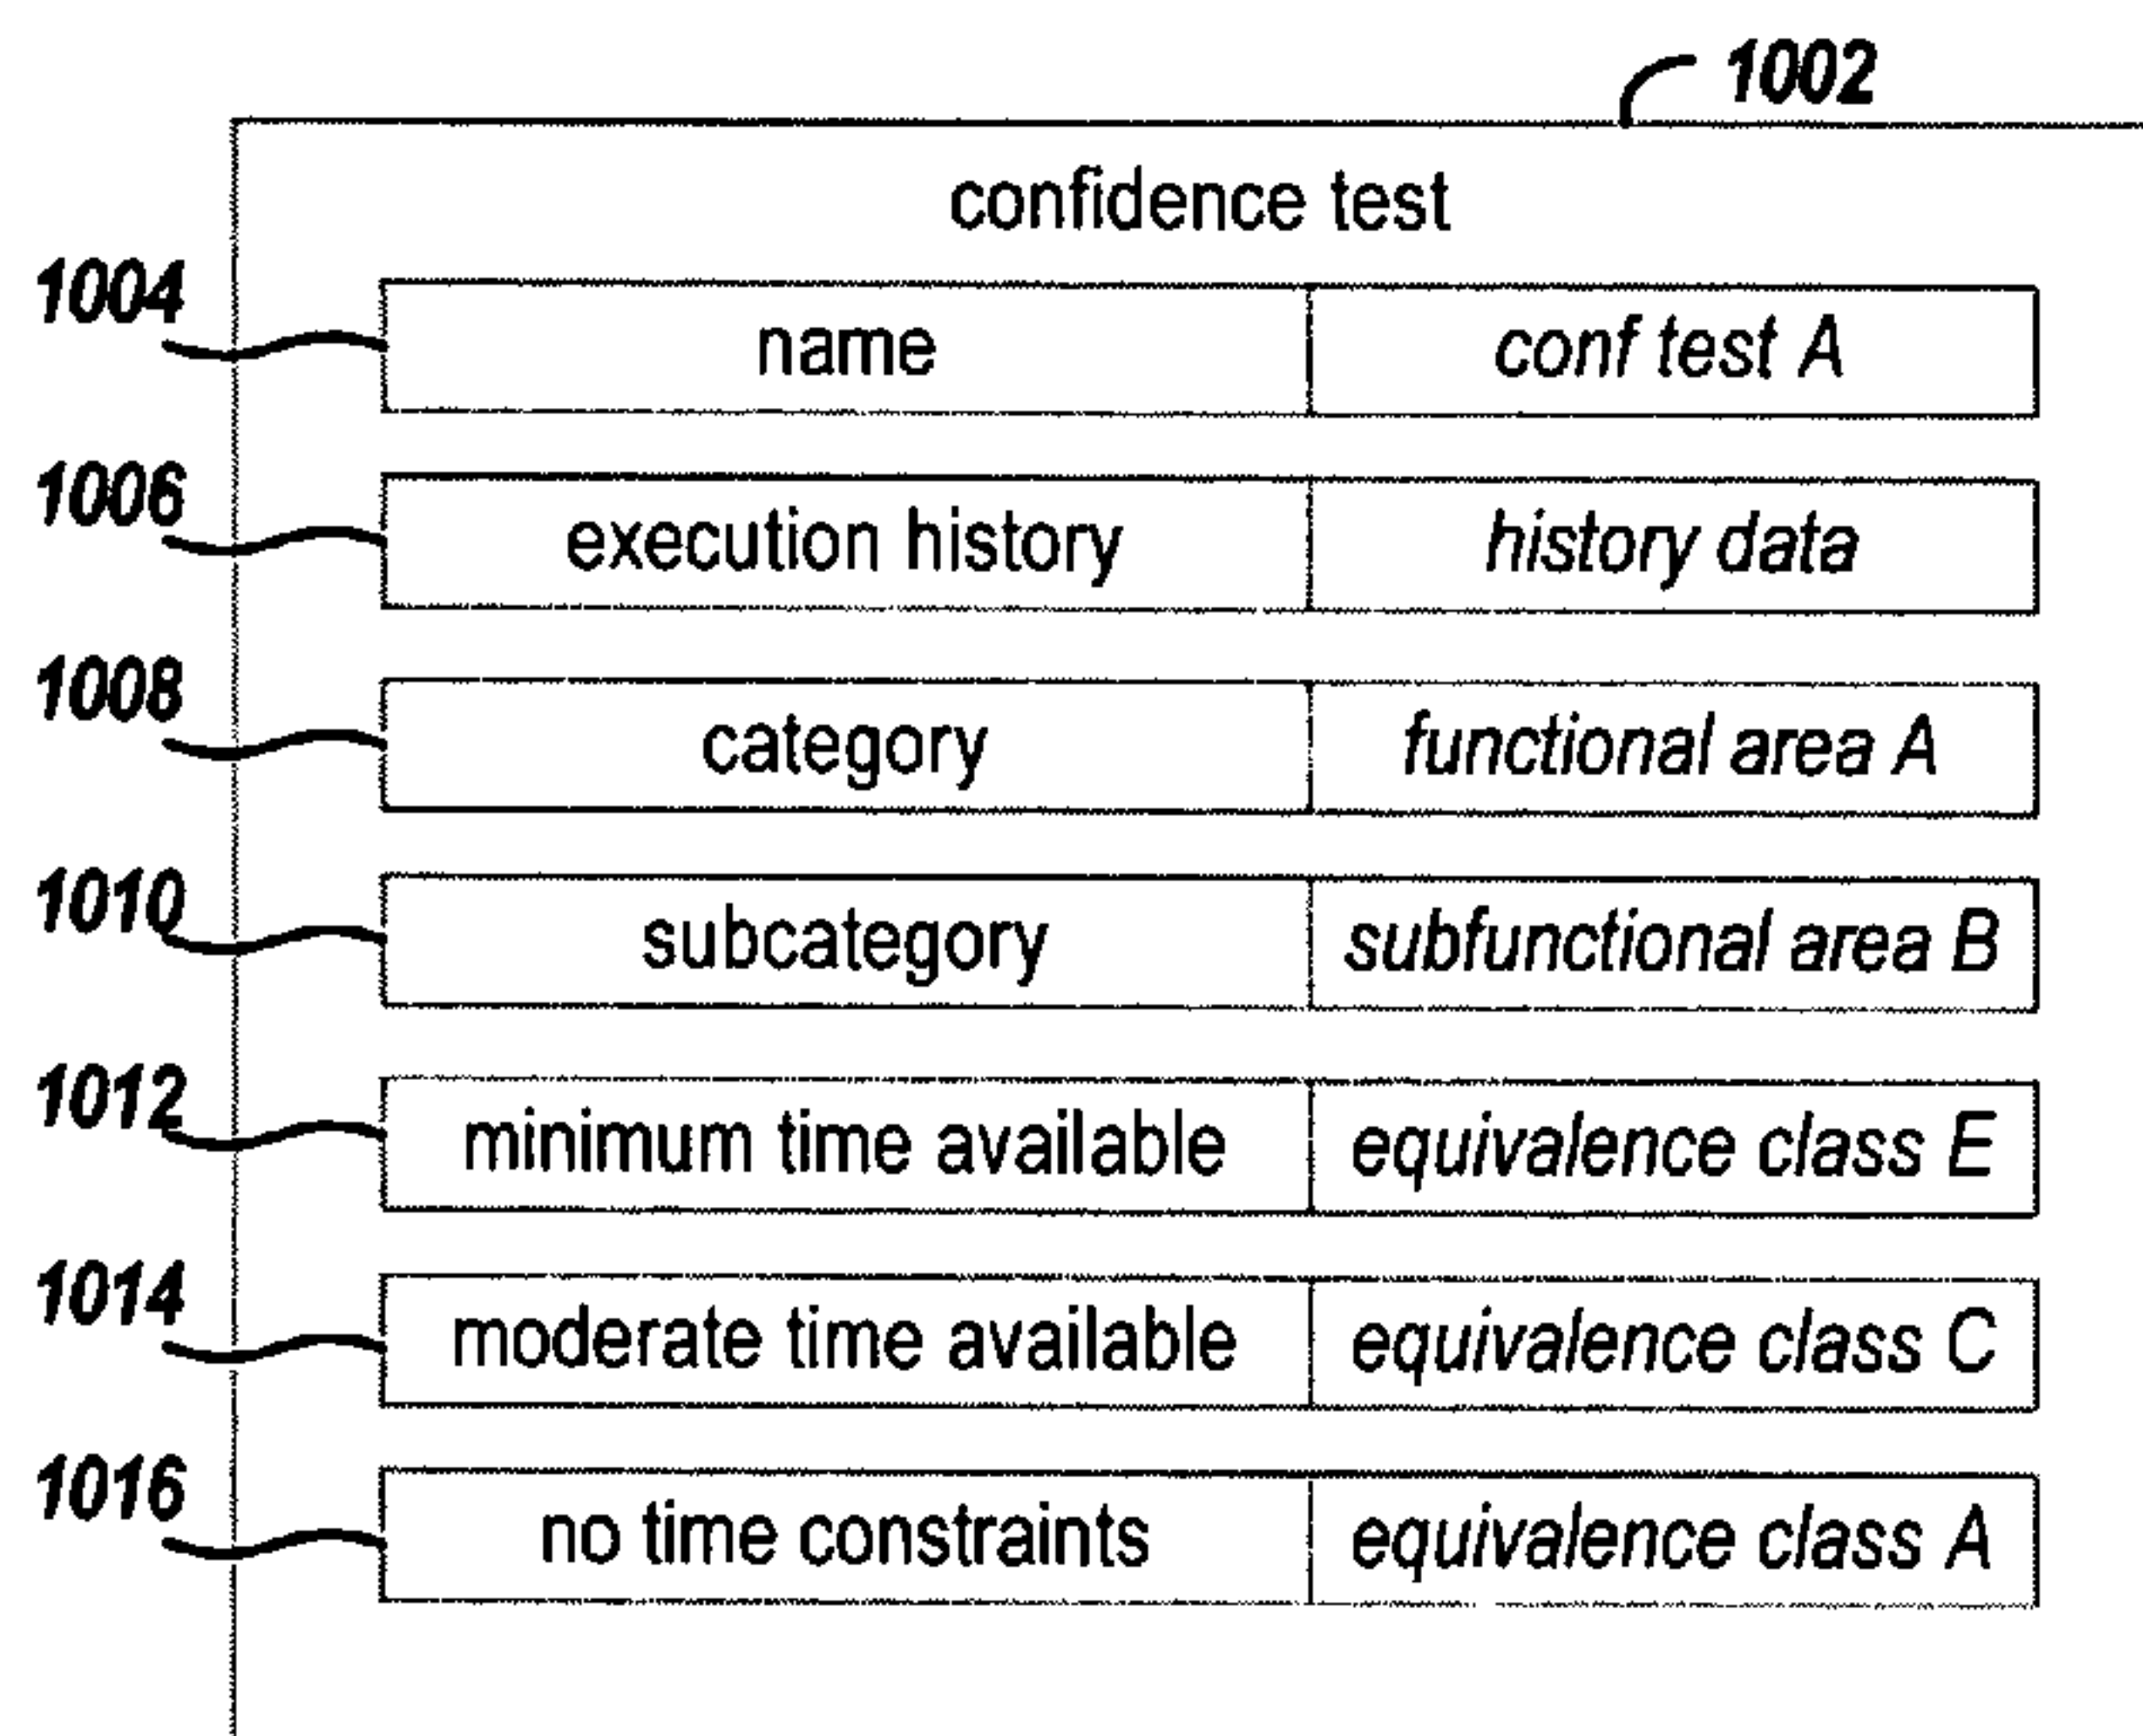 1002
confidence test
1004
name conf test A
1006
execution history history data
1008
category functional area A
1010
subcategory subfunctional area B
1012
minimum time available equivalence class E
1014
moderate time available equivalence class C
1016
no time constraints equivalence class A